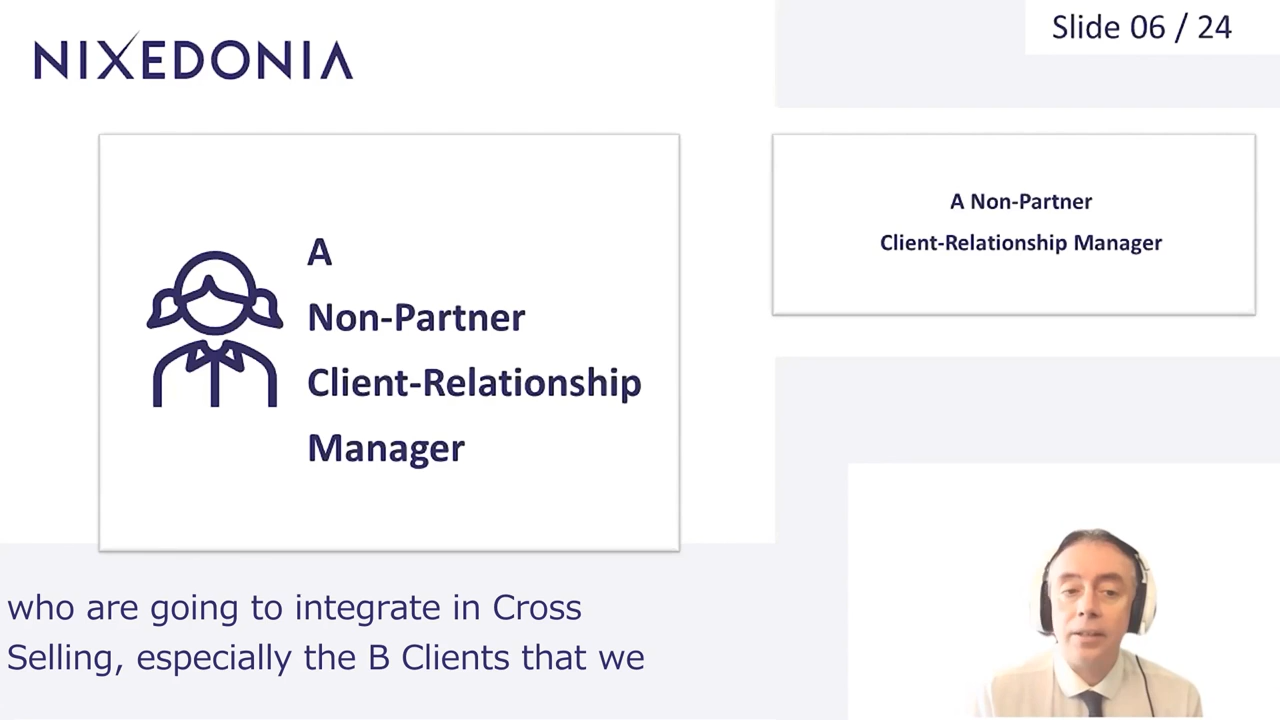 NIXEDONIA
Slide 06 / 24
A
Non-Partner
Client-Relationship
Manager
A Non-Partner
Client-Relationship Manager
who are going to integrate in Cross
Selling, especially the B Clients that we